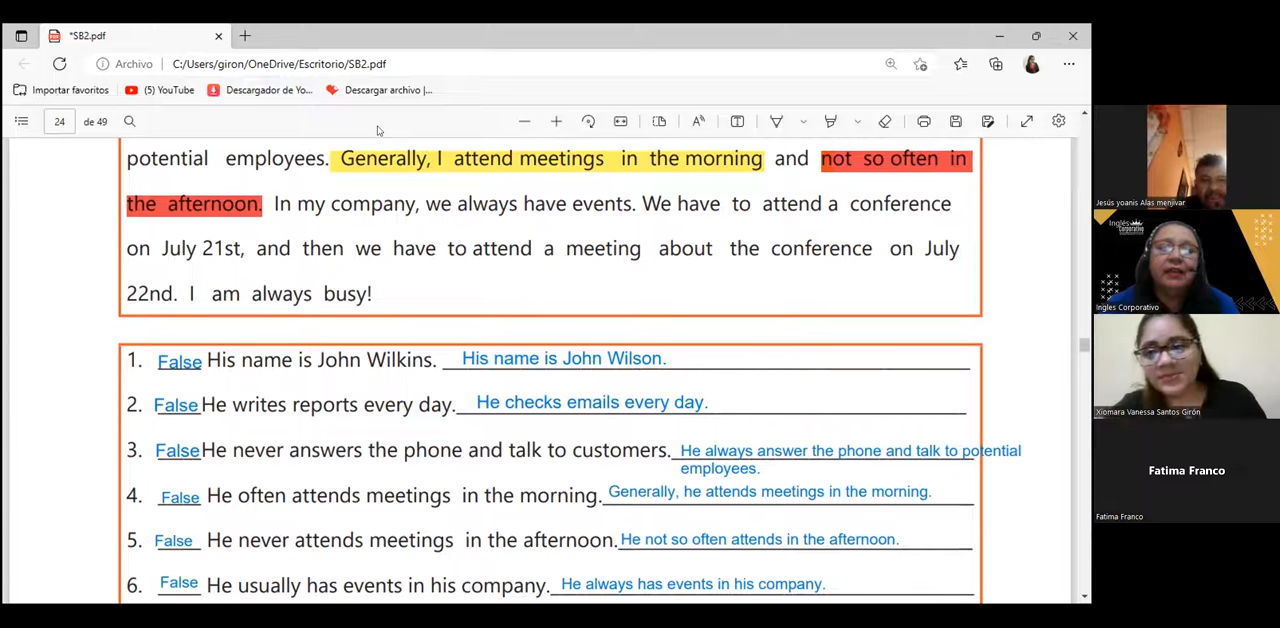 *SB2.pdf
Archivo C:/Users/giron/OneDrive/Escritorio/SB2.pdf
Importar favoritos (5) YouTube Descargador de Yo... Descargar archivo |...
24 de 49
potential employees. Generally, I attend meetings in the morning and not so often in
the afternoon. In my company, we always have events. We have to attend a conference
on July 21st, and then we have to attend a meeting about the conference on July
22nd. I am always busy!
1. False His name is John Wilkins. His name is John Wilson.
2. False He writes reports every day. He checks emails every day.
3. False He never answers the phone and talk to customers. He always answer the phone and talk to potential
employees.
4. False He often attends meetings in the morning. Generally, he attends meetings in the morning.
5. False He never attends meetings in the afternoon. He not so often attends in the afternoon.
6. False He usually has events in his company. He always has events in his company.
Jesús yoanis Alas menjivar
Inglés
Corporativo
Ingles Corporativo
Xiomara Vanessa Santos Girón
Fatima Franco
Fatima Franco